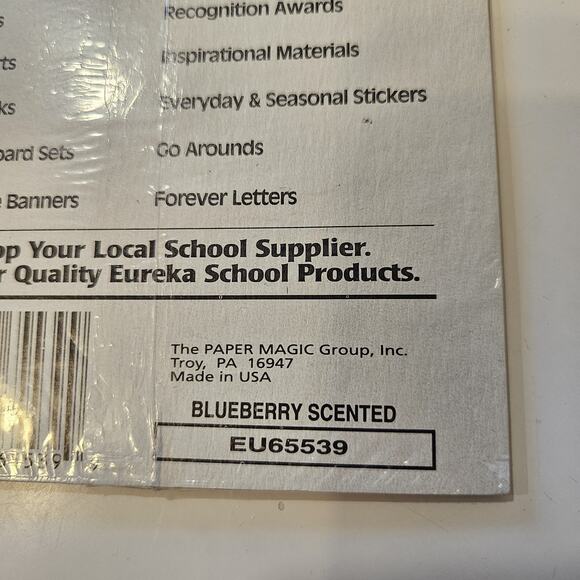 s
Recognition Awards
rts
Inspirational Materials
ks
Everyday & Seasonal Stickers
oard Sets
Go Arounds
e Banners
Forever Letters
op Your Local School Supplier.
r Quality Eureka School Products.
The PAPER MAGIC Group, Inc.
Troy, PA 16947
Made in USA
BLUEBERRY SCENTED
EU65539